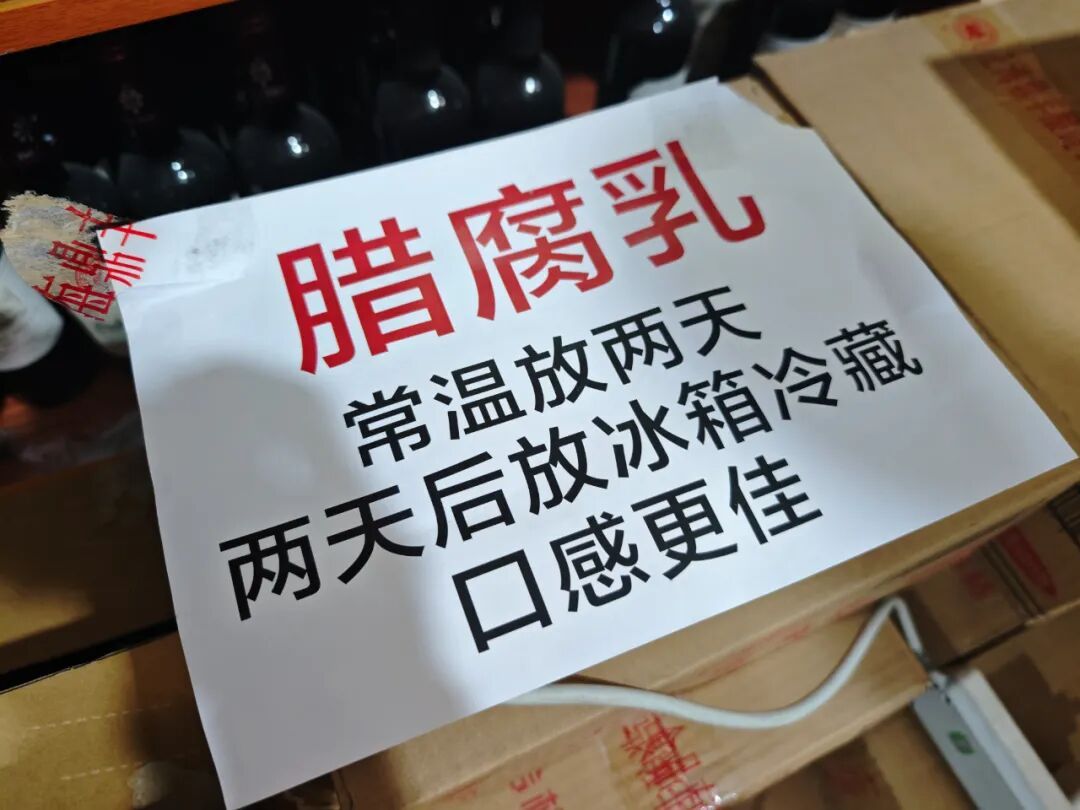 腊腐乳
常温放两天
两天后放冰箱冷藏
口感更佳